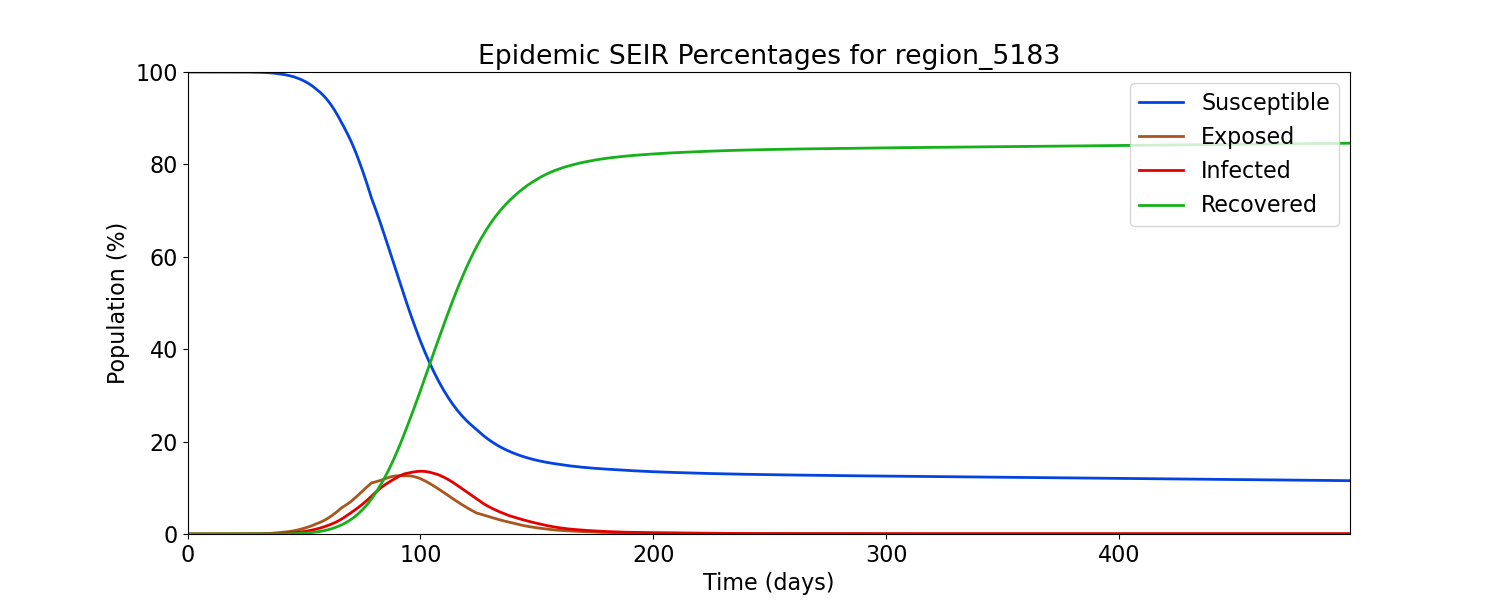 Epidemic SEIR Percentages for region_5183
Population (%)
100
80
60
40
20
0
0 100 200 300 400
Time (days)
Susceptible
Exposed
Infected
Recovered